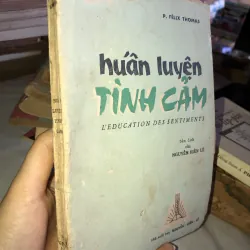 P. FÉLIX THOMAS
huấn luyện
TÌNH CẢM
L'EDUCATION DES SENTIMENTS
NGUYỄN HIẾN LÊ